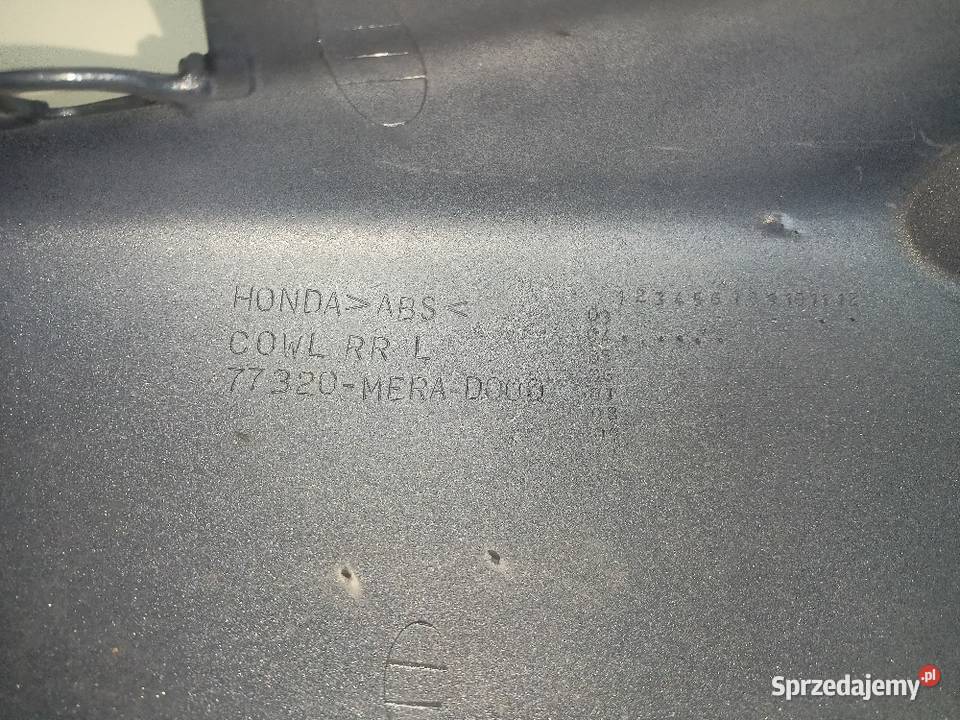 HONDA>ABS<
COWL RR L
77320-MERA-D000
1 2 3 4 5 6 7 8 9 10 11 12
03
Sprzedajemy.pl